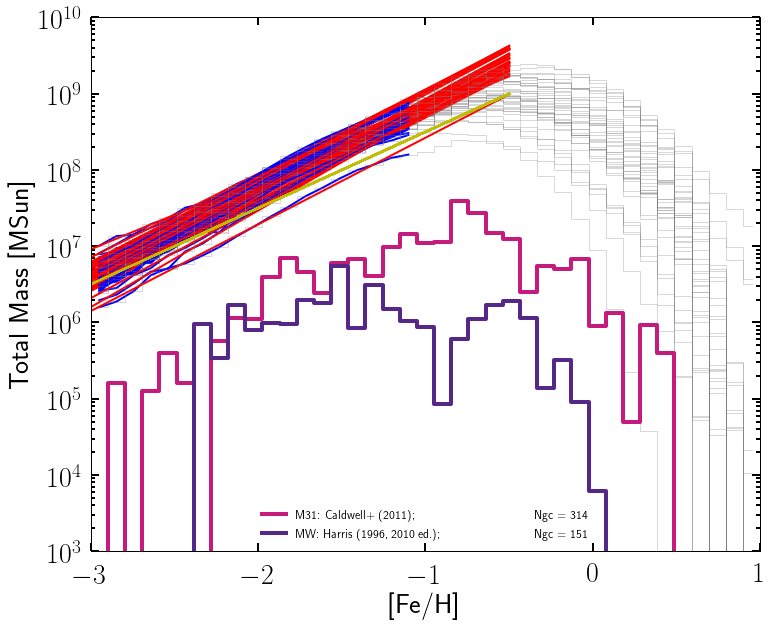 10^10
10^9
10^8
10^7
10^6
10^5
10^4
10^3
Total Mass [MSun]
M31: Caldwell+ (2011); Ngc = 314
MW: Harris (1996, 2010 ed.); Ngc = 151
−3 −2 −1 0 1
[Fe/H]